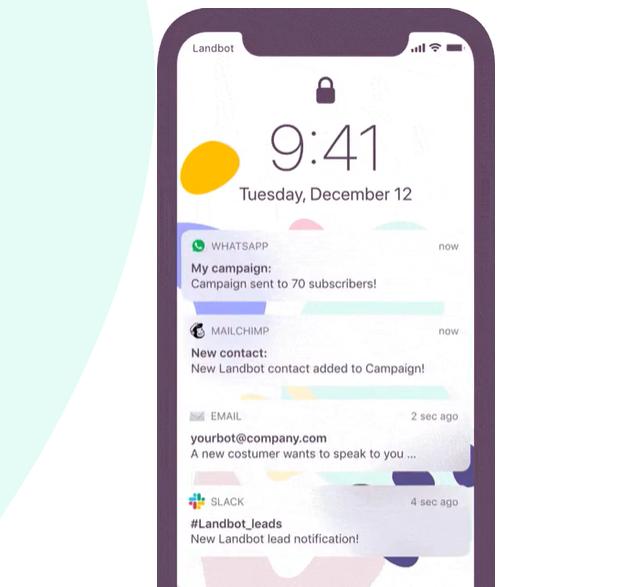 Landbot
9:41
Tuesday, December 12
WHATSAPP now
My campaign:
Campaign sent to 70 subscribers!
MAILCHIMP now
New contact:
New Landbot contact added to Campaign!
EMAIL 2 sec ago
yourbot@company.com
A new costumer wants to speak to you ...
SLACK 4 sec ago
#Landbot_leads
New Landbot lead notification!